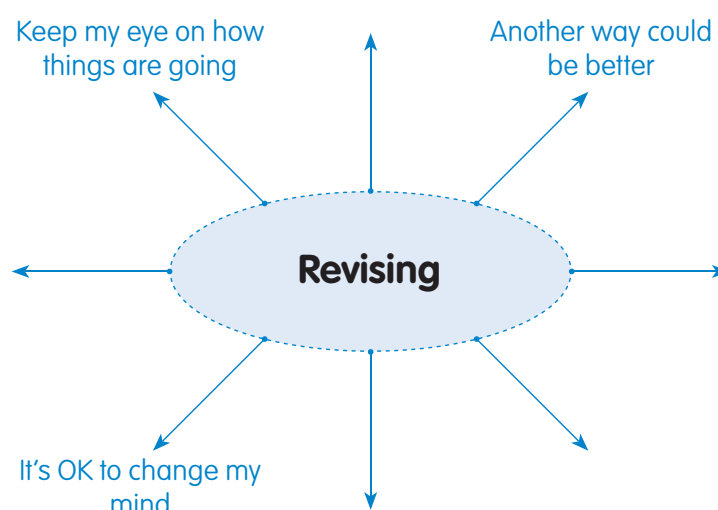 Keep my eye on how
things are going
Another way could
be better
Revising
It's OK to change my
mind